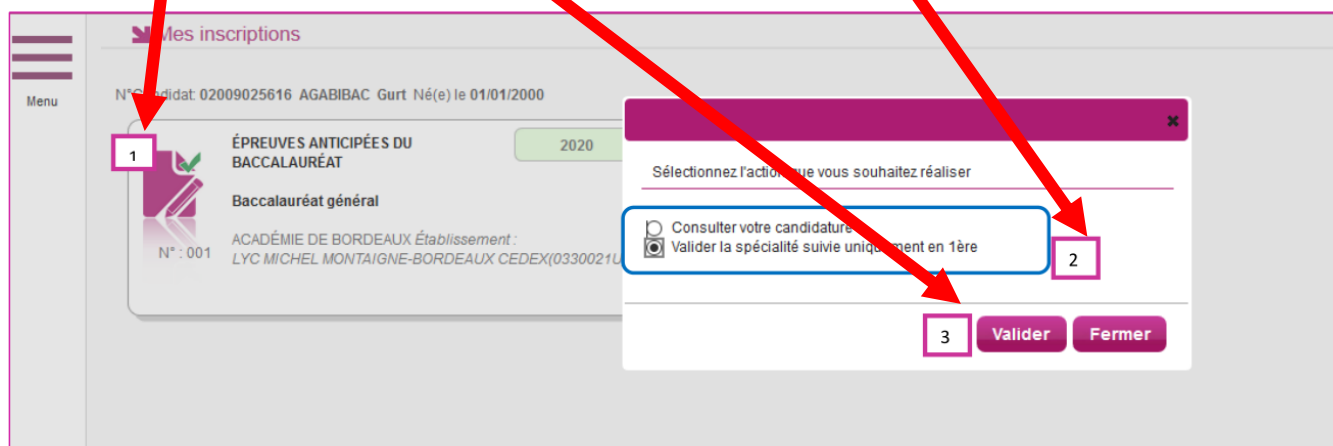 Mes inscriptions
Menu
N°Candidat 02009025616 AGABIBAC Gurt Né(e) le 01/01/2000
1
ÉPREUVES ANTICIPÉES DU
BACCALAURÉAT
2020
Baccalauréat général
N° : 001
ACADÉMIE DE BORDEAUX Établissement :
LYC MICHEL MONTAIGNE-BORDEAUX CEDEX(0330021U
Sélectionnez l'action que vous souhaitez réaliser
Consulter votre candidature
Valider la spécialité suivie uniquement en 1ère
2
3
Valider
Fermer